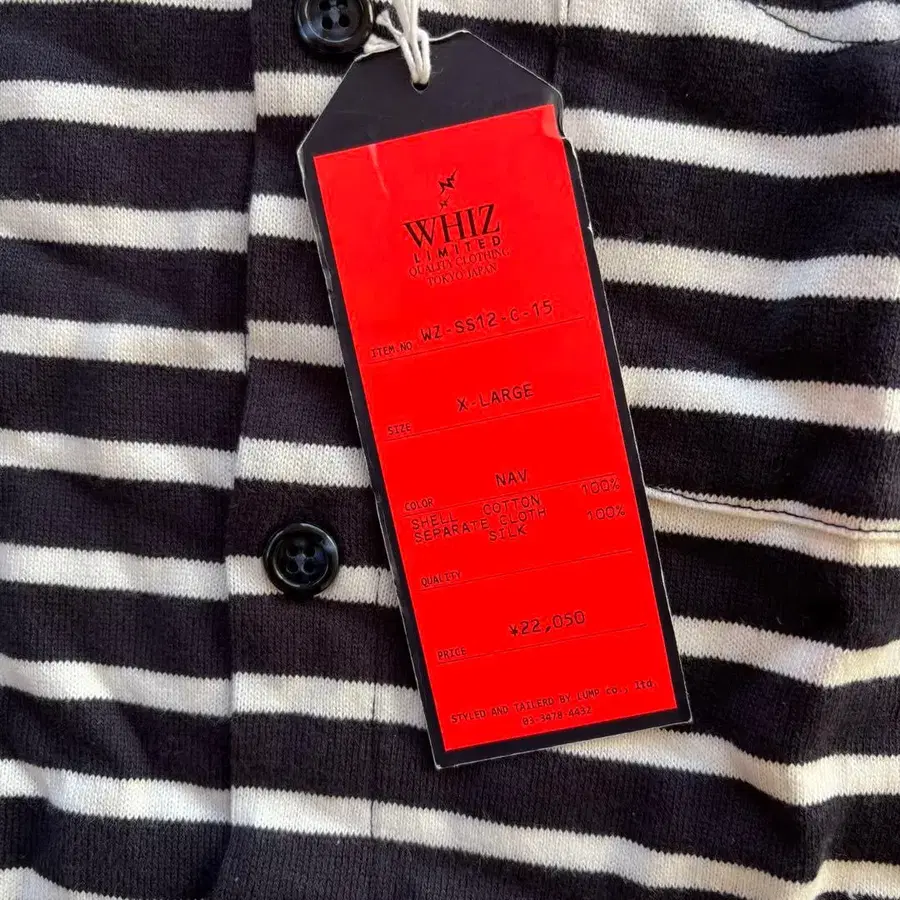 WHIZ
LIMITED
QUALITY CLOTHING
TOKYO JAPAN
ITEM NO. WZ-SS12-C-15
SIZE X-LARGE
COLOR NAV
SHELL COTTON 100%
SEPARATE CLOTH 100%
SILK
QUALITY
PRICE ¥22,050
STYLED AND TAILERD BY LUMP Co., ltd.
03-3478-4432